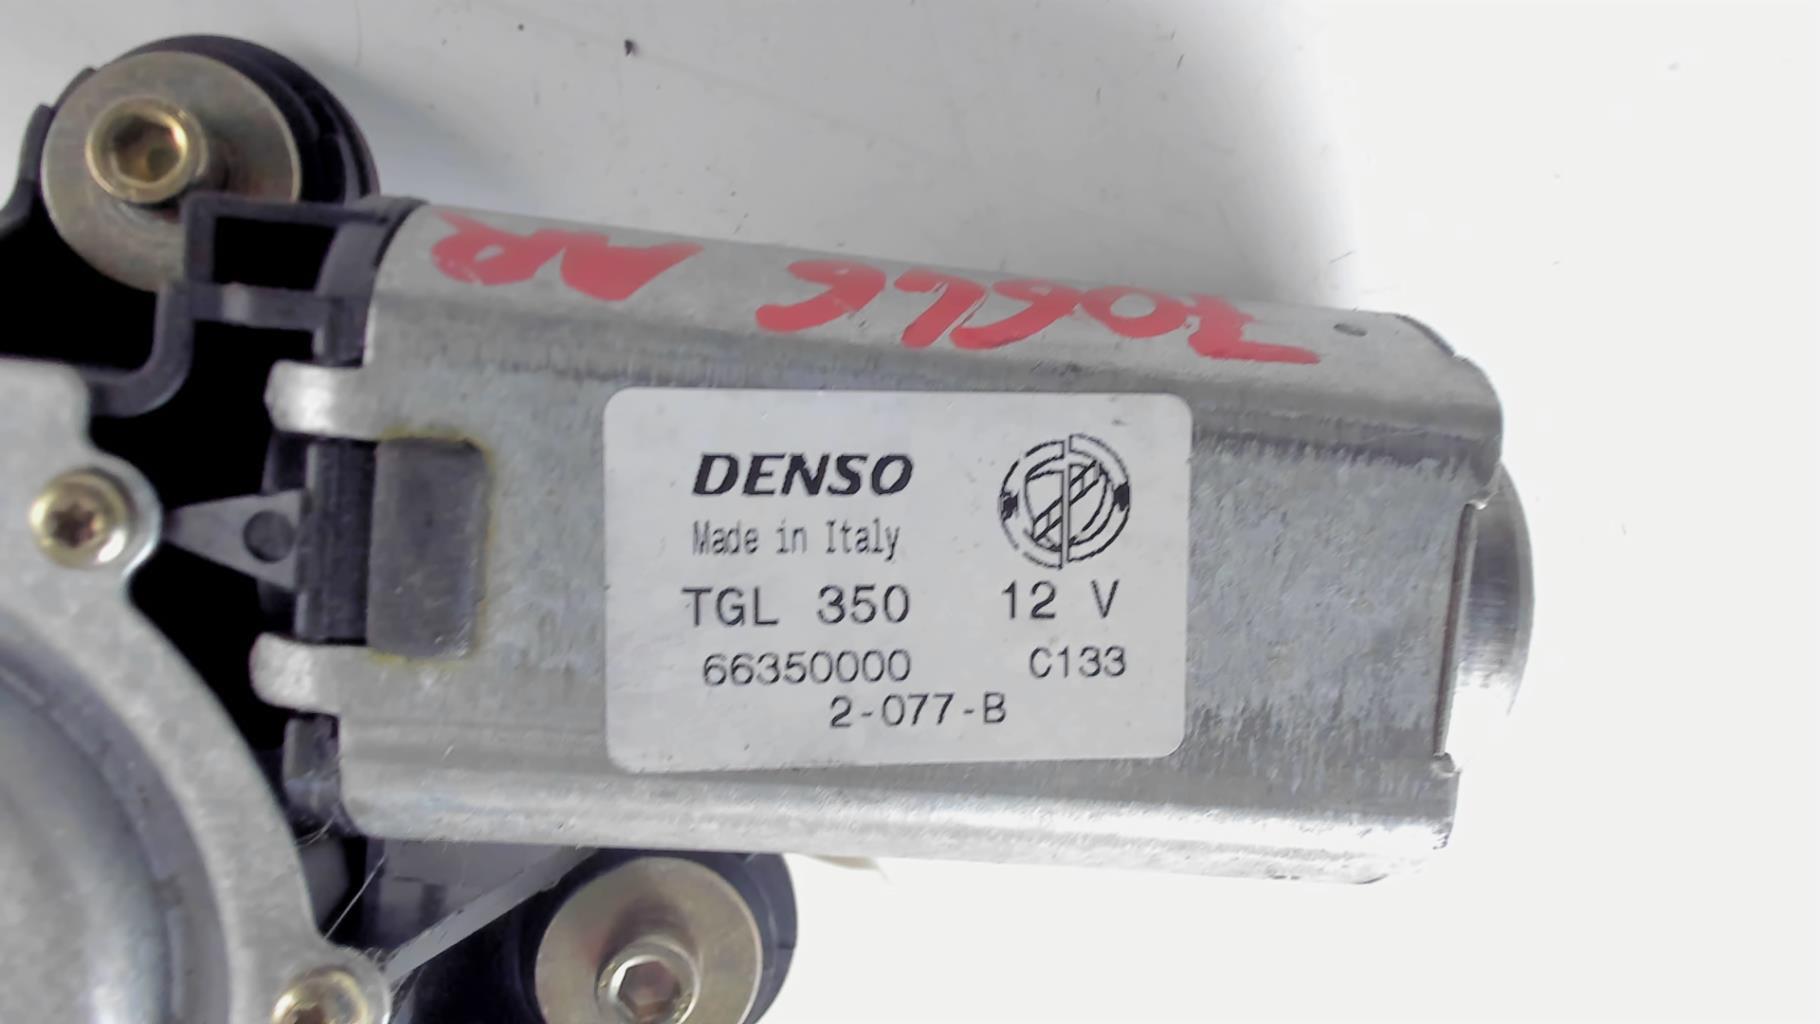 DENSO
Made in Italy
TGL 350 12 V
66350000 C133
2-077-B